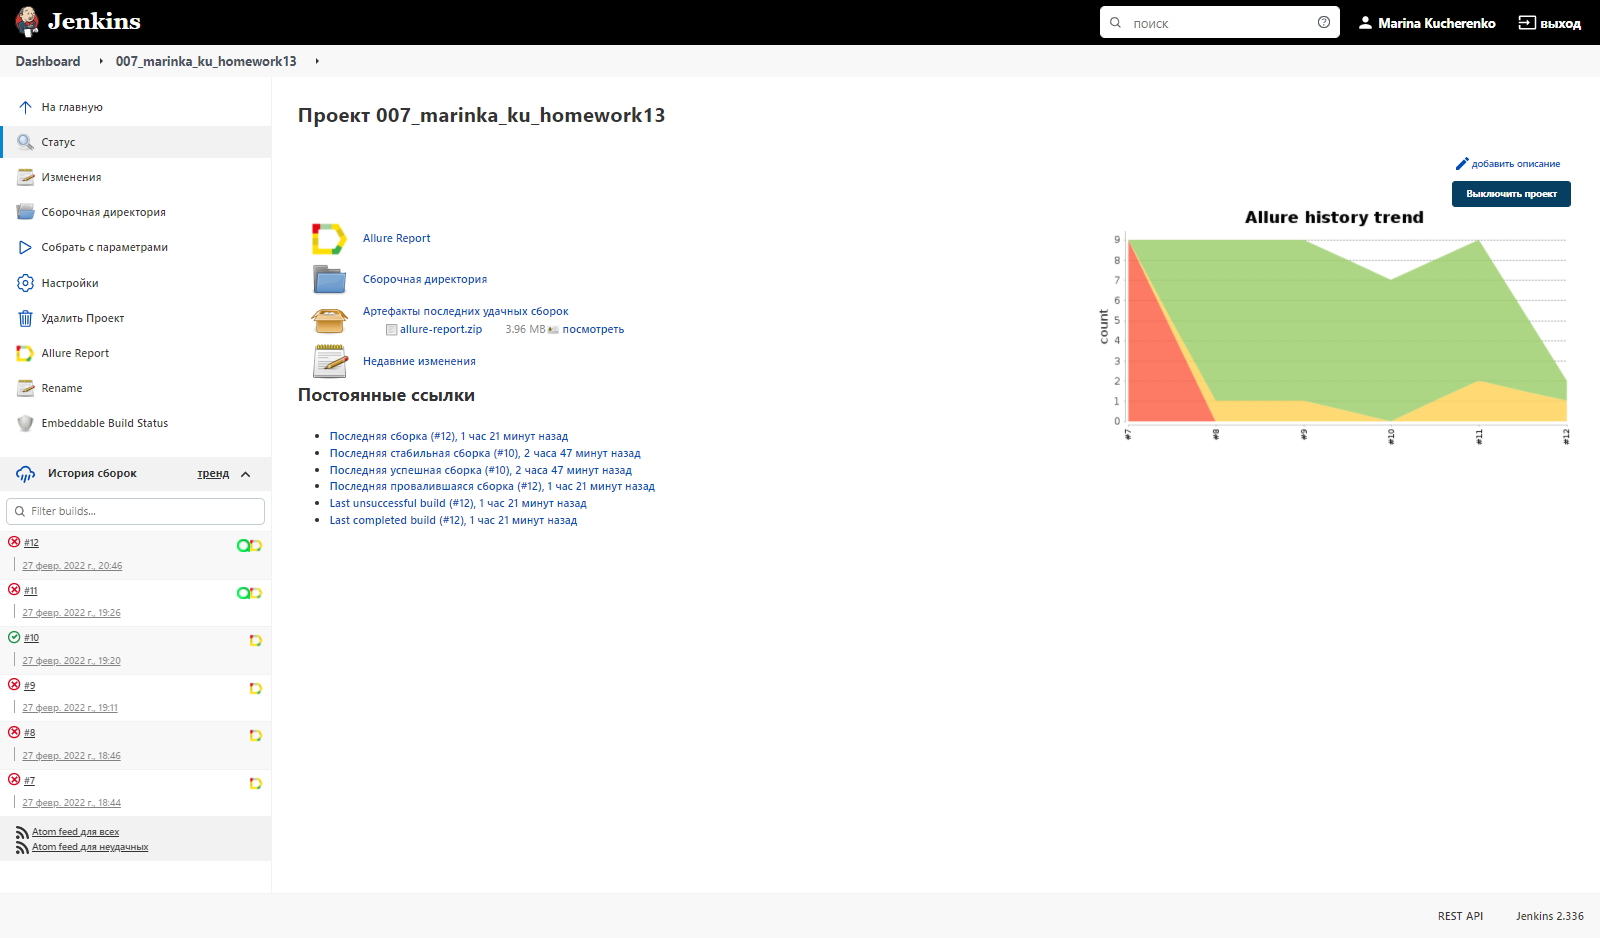 Jenkins
поиск
Marina Kucherenko
выход
Dashboard
007_marinka_ku_homework13
На главную
Статус
Изменения
Сборочная директория
Собрать с параметрами
Настройки
Удалить Проект
Allure Report
Rename
Embeddable Build Status
История сборок
тренд
Filter builds...
#12
27 февр. 2022 г., 20:46
#11
27 февр. 2022 г., 19:26
#10
27 февр. 2022 г., 19:20
#9
27 февр. 2022 г., 19:11
#8
27 февр. 2022 г., 18:46
#7
27 февр. 2022 г., 18:44
Atom feed для всех
Atom feed для неудачных
Проект 007_marinka_ku_homework13
добавить описание
Выключить проект
Allure Report
Сборочная директория
Артефакты последних удачных сборок
allure-report.zip 3.96 MB посмотреть
Недавние изменения
Постоянные ссылки
Последняя сборка (#12), 1 час 21 минут назад
Последняя стабильная сборка (#10), 2 часа 47 минут назад
Последняя успешная сборка (#10), 2 часа 47 минут назад
Последняя провалившаяся сборка (#12), 1 час 21 минут назад
Last unsuccessful build (#12), 1 час 21 минут назад
Last completed build (#12), 1 час 21 минут назад
Allure history trend
count
9
8
7
6
5
4
3
2
1
0
#7
#8
#9
#10
#11
#12
REST API
Jenkins 2.336